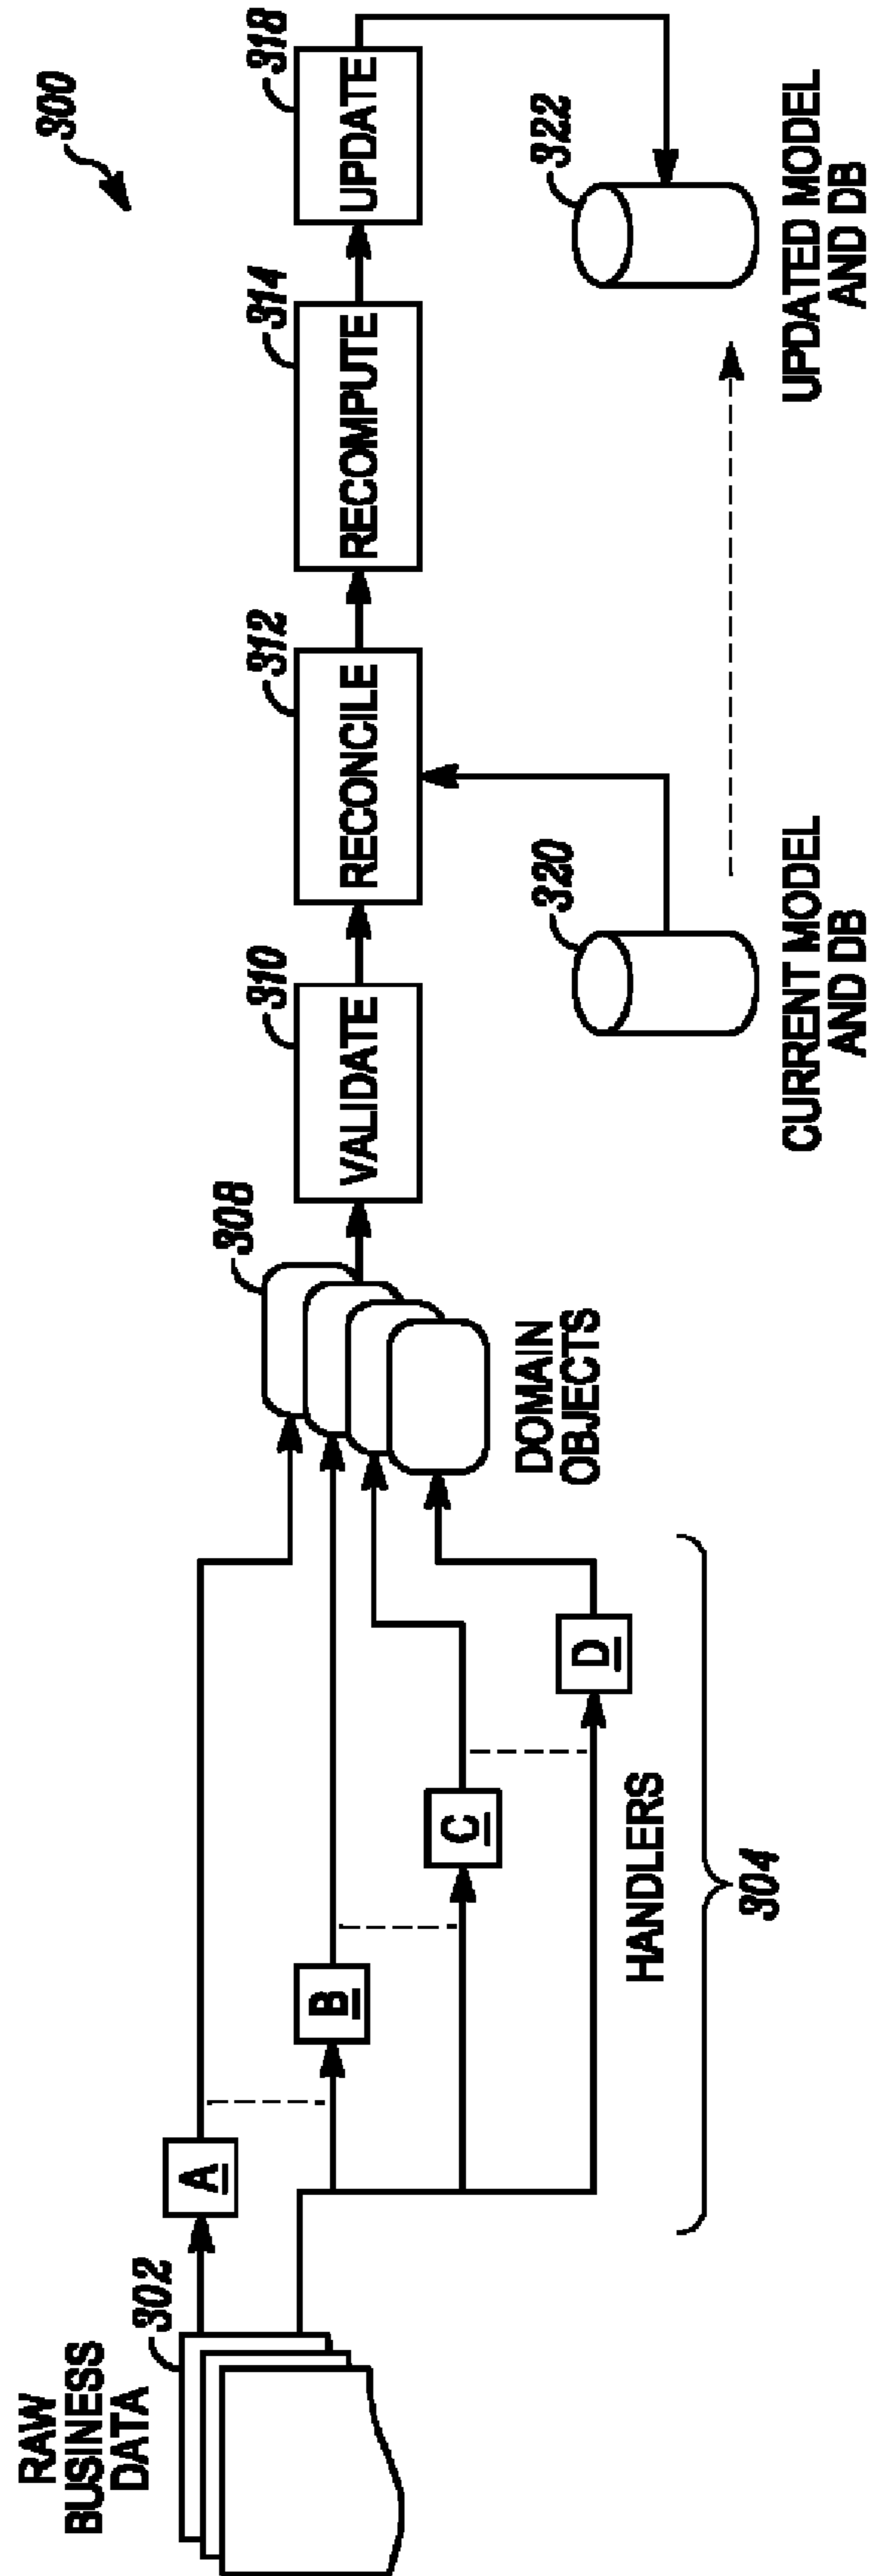 300
RAW
BUSINESS
DATA
302
A
B
C
D
HANDLERS
304
308
DOMAIN
OBJECTS
310
VALIDATE
312
RECONCILE
314
RECOMPUTE
318
UPDATE
320
CURRENT MODEL
AND DB
322
UPDATED MODEL
AND DB